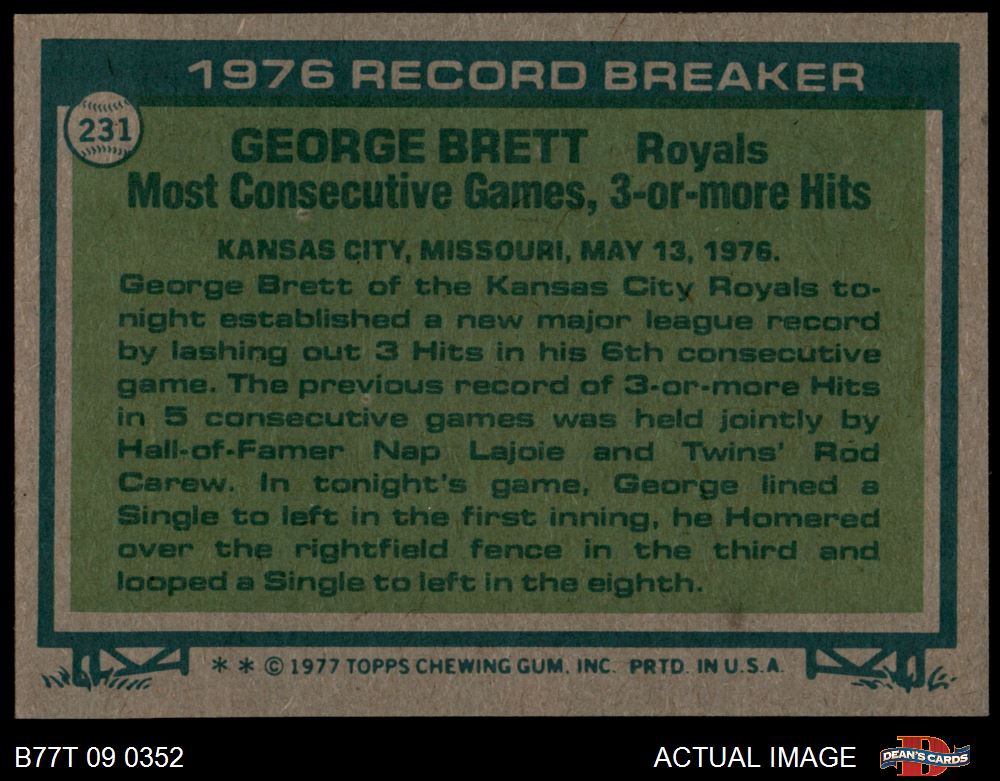 1976 RECORD BREAKER
231
GEORGE BRETT Royals
Most Consecutive Games, 3-or-more Hits
KANSAS CITY, MISSOURI, MAY 13, 1976.
George Brett of the Kansas City Royals to-
night established a new major league record
by lashing out 3 Hits in his 6th consecutive
game. The previous record of 3-or-more Hits
in 5 consecutive games was held jointly by
Hall-of-Famer Nap Lajoie and Twins' Rod
Carew. In tonight's game, George lined a
Single to left in the first inning, he Homered
over the rightfield fence in the third and
looped a Single to left in the eighth.
* * © 1977 TOPPS CHEWING GUM, INC. PRTD. IN U.S.A.
B77T 09 0352
ACTUAL IMAGE
D
DEAN'S CARDS